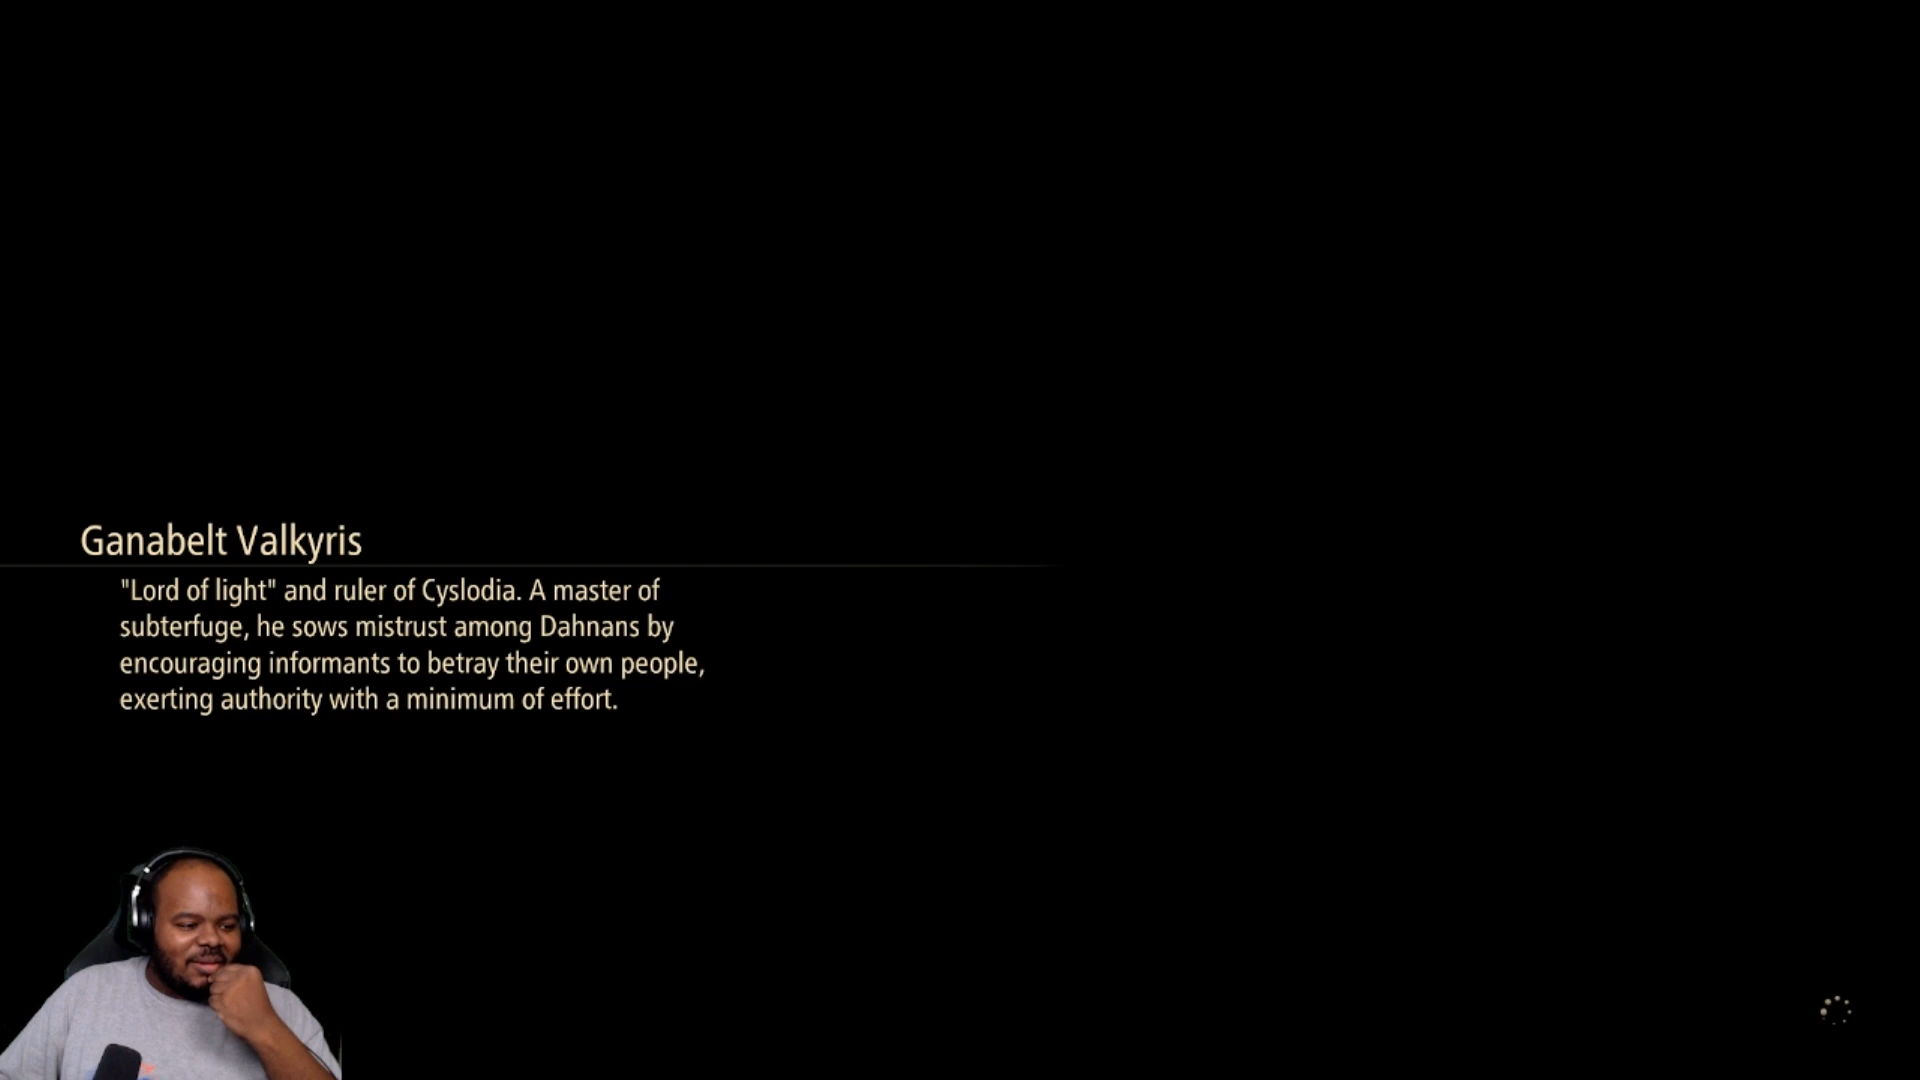 Ganabelt Valkyris
"Lord of light" and ruler of Cyslodia. A master of
subterfuge, he sows mistrust among Dahnans by
encouraging informants to betray their own people,
exerting authority with a minimum of effort.